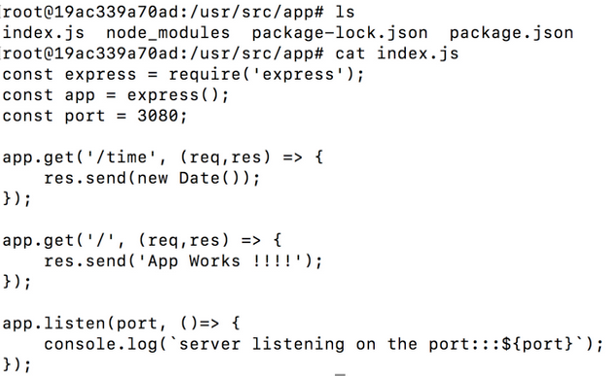 root@19ac339a70ad:/usr/src/app# ls
index.js  node_modules  package-lock.json  package.json
root@19ac339a70ad:/usr/src/app# cat index.js
const express = require('express');
const app = express();
const port = 3080;

app.get('/time', (req,res) => {
    res.send(new Date());
});

app.get('/', (req,res) => {
    res.send('App Works !!!!');
});

app.listen(port, ()=> {
    console.log(`server listening on the port:::${port}`);
});